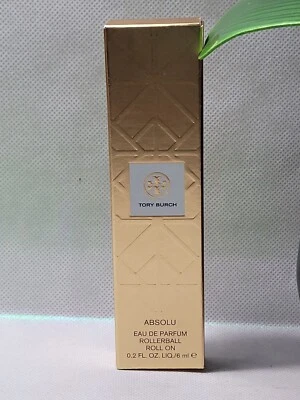 TORY BURCH
ABSOLU
EAU DE PARFUM
ROLLERBALL
ROLL ON
0.2 FL. OZ. LIQ./6 ml ℮